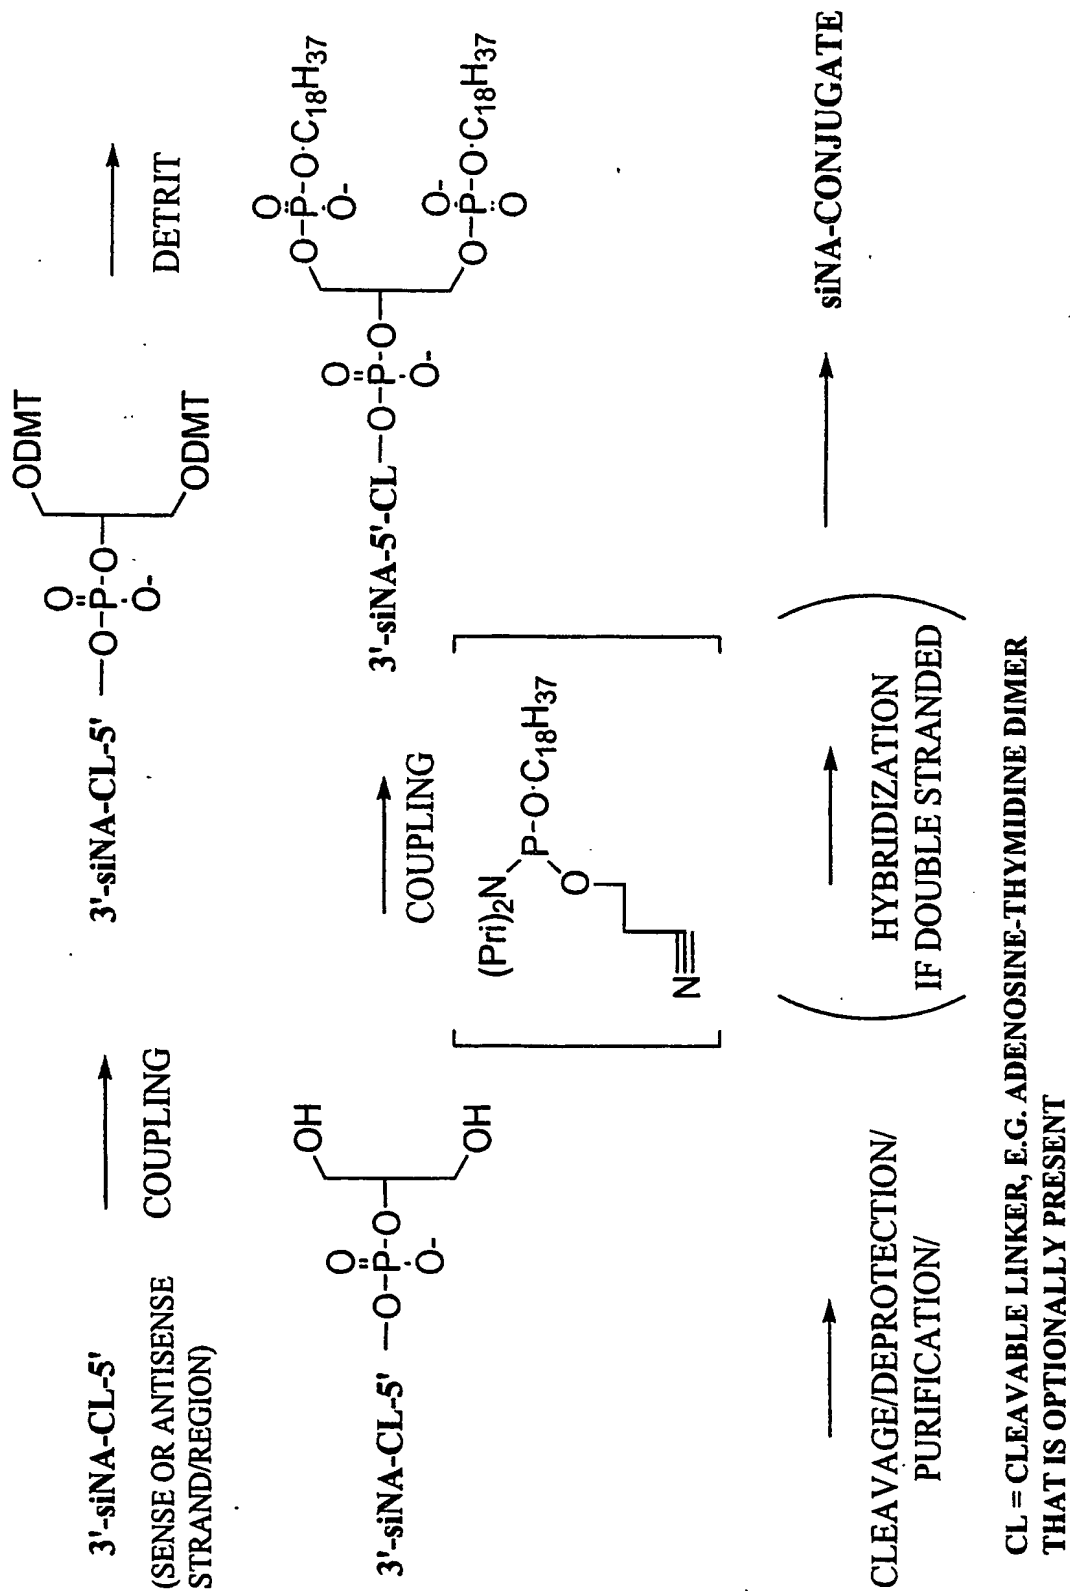 3'-siNA-CL-5'
(SENSE OR ANTISENSE
STRAND/REGION)
COUPLING
3'-siNA-CL-5' —O-P-O
O
O-
ODMT
ODMT
DETRIT
3'-siNA-CL-5' —O-P-O
O
O-
OH
OH
COUPLING
(Pri)2N
P-O·C18H37
O
N
3'-siNA-5'-CL —O-P-O
O
O-
O-P-O·C18H37
O
O-
O-P-O·C18H37
O-
O
CLEAVAGE/DEPROTECTION/
PURIFICATION/
HYBRIDIZATION
IF DOUBLE STRANDED
siNA-CONJUGATE
CL = CLEAVABLE LINKER, E.G. ADENOSINE-THYMIDINE DIMER
THAT IS OPTIONALLY PRESENT